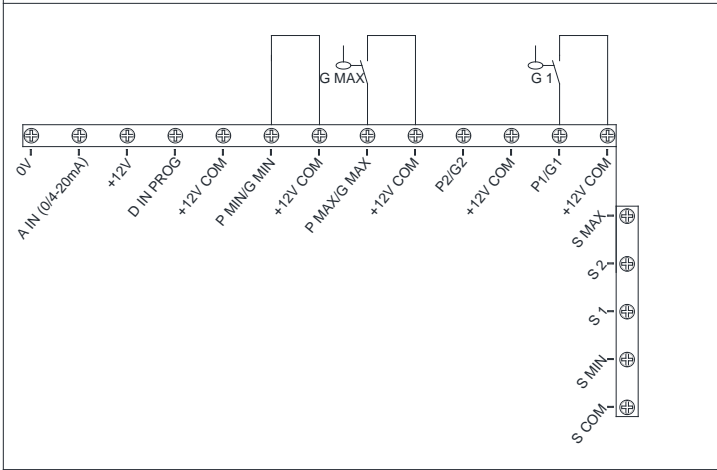 G MAX
G 1
0V
A IN (0/4-20mA)
+12V
D IN PROG
+12V COM
P MIN/G MIN
+12V COM
P MAX/G MAX
+12V COM
P2/G2
+12V COM
P1/G1
+12V COM
S MAX
S 2
S 1
S MIN
S COM